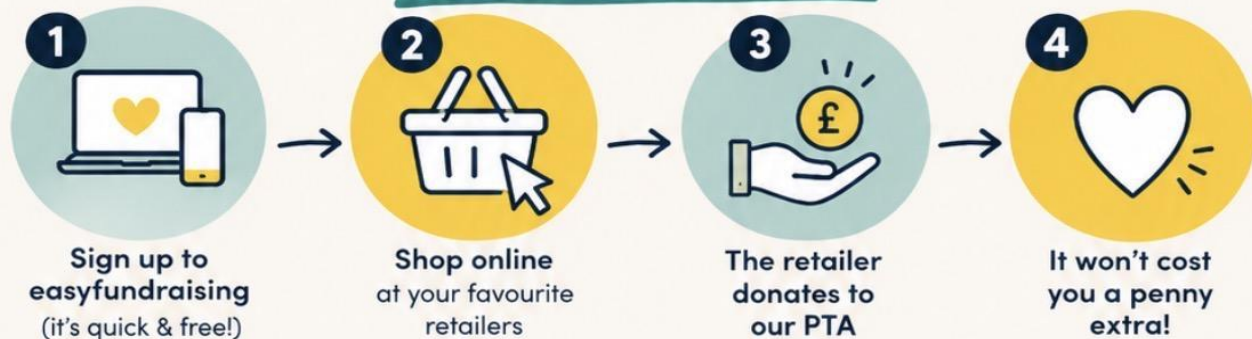 1
Sign up to
easyfundraising
(it's quick & free!)
2
Shop online
at your favourite
retailers
3
£
The retailer
donates to
our PTA
4
It won't cost
you a penny
extra!